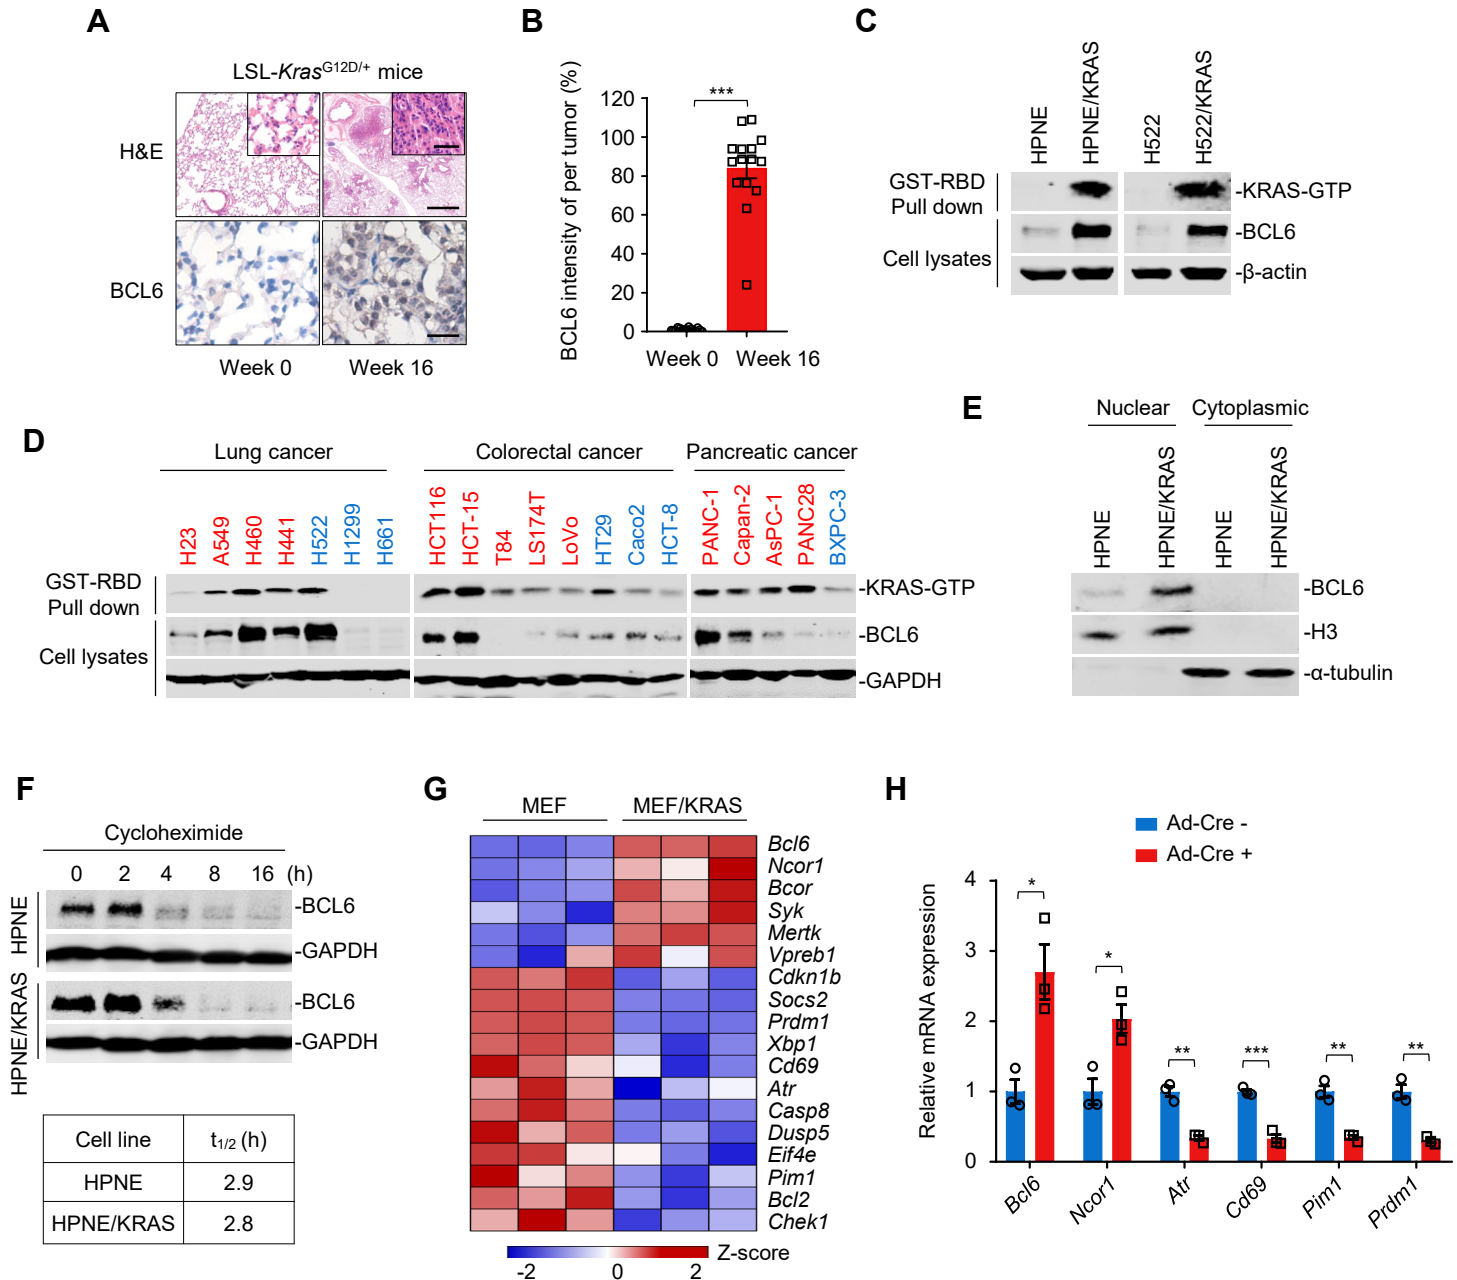 A
LSL-KrasG12D/+ mice
H&E
BCL6
Week 0
Week 16
B
BCL6 intensity of per tumor (%)
120
100
80
60
40
20
0
***
Week 0
Week 16
C
HPNE
HPNE/KRAS
H522
H522/KRAS
GST-RBD
Pull down
Cell lysates
-KRAS-GTP
-BCL6
-β-actin
D
Lung cancer
Colorectal cancer
Pancreatic cancer
H23
A549
H460
H441
H522
H1299
H661
HCT116
HCT-15
T84
LS174T
LoVo
HT29
Caco2
HCT-8
PANC-1
Capan-2
AsPC-1
PANC28
BXPC-3
GST-RBD
Pull down
Cell lysates
-KRAS-GTP
-BCL6
-GAPDH
E
Nuclear
Cytoplasmic
HPNE
HPNE/KRAS
HPNE
HPNE/KRAS
-BCL6
-H3
-α-tubulin
F
Cycloheximide
0 2 4 8 16 (h)
HPNE
-BCL6
-GAPDH
HPNE/KRAS
-BCL6
-GAPDH
Cell line t1/2 (h)
HPNE 2.9
HPNE/KRAS 2.8
G
MEF
MEF/KRAS
Bcl6
Ncor1
Bcor
Syk
Mertk
Vpreb1
Cdkn1b
Socs2
Prdm1
Xbp1
Cd69
Atr
Casp8
Dusp5
Eif4e
Pim1
Bcl2
Chek1
Z-score
-2 0 2
H
Ad-Cre -
Ad-Cre +
Relative mRNA expression
4
3
2
1
0
*
*
**
***
**
**
Bcl6
Ncor1
Atr
Cd69
Pim1
Prdm1